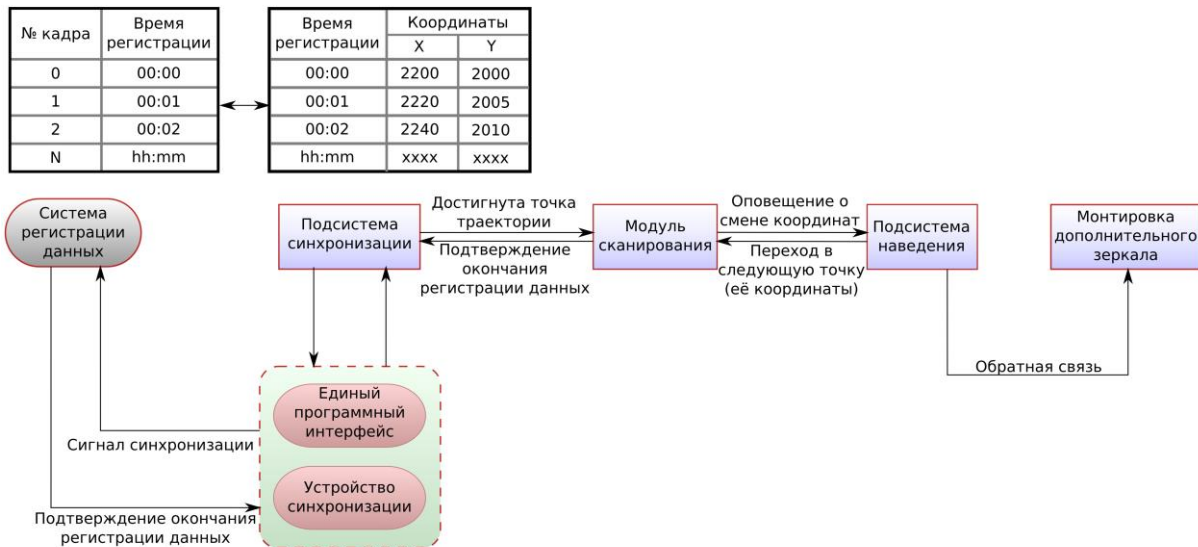 № кадра
Время
регистрации
0
00:00
1
00:01
2
00:02
N
hh:mm
Время
регистрации
Координаты
X
Y
00:00
2200
2000
00:01
2220
2005
00:02
2240
2010
hh:mm
xxxx
xxxx
Система
регистрации
данных
Подсистема
синхронизации
Достигнута точка
траектории
Подтверждение
окончания
регистрации данных
Модуль
сканирования
Оповещение о
смене координат
Переход в
следующую точку
(её координаты)
Подсистема
наведения
Монтировка
дополнительного
зеркала
Обратная связь
Единый
программный
интерфейс
Устройство
синхронизации
Сигнал синхронизации
Подтверждение окончания
регистрации данных